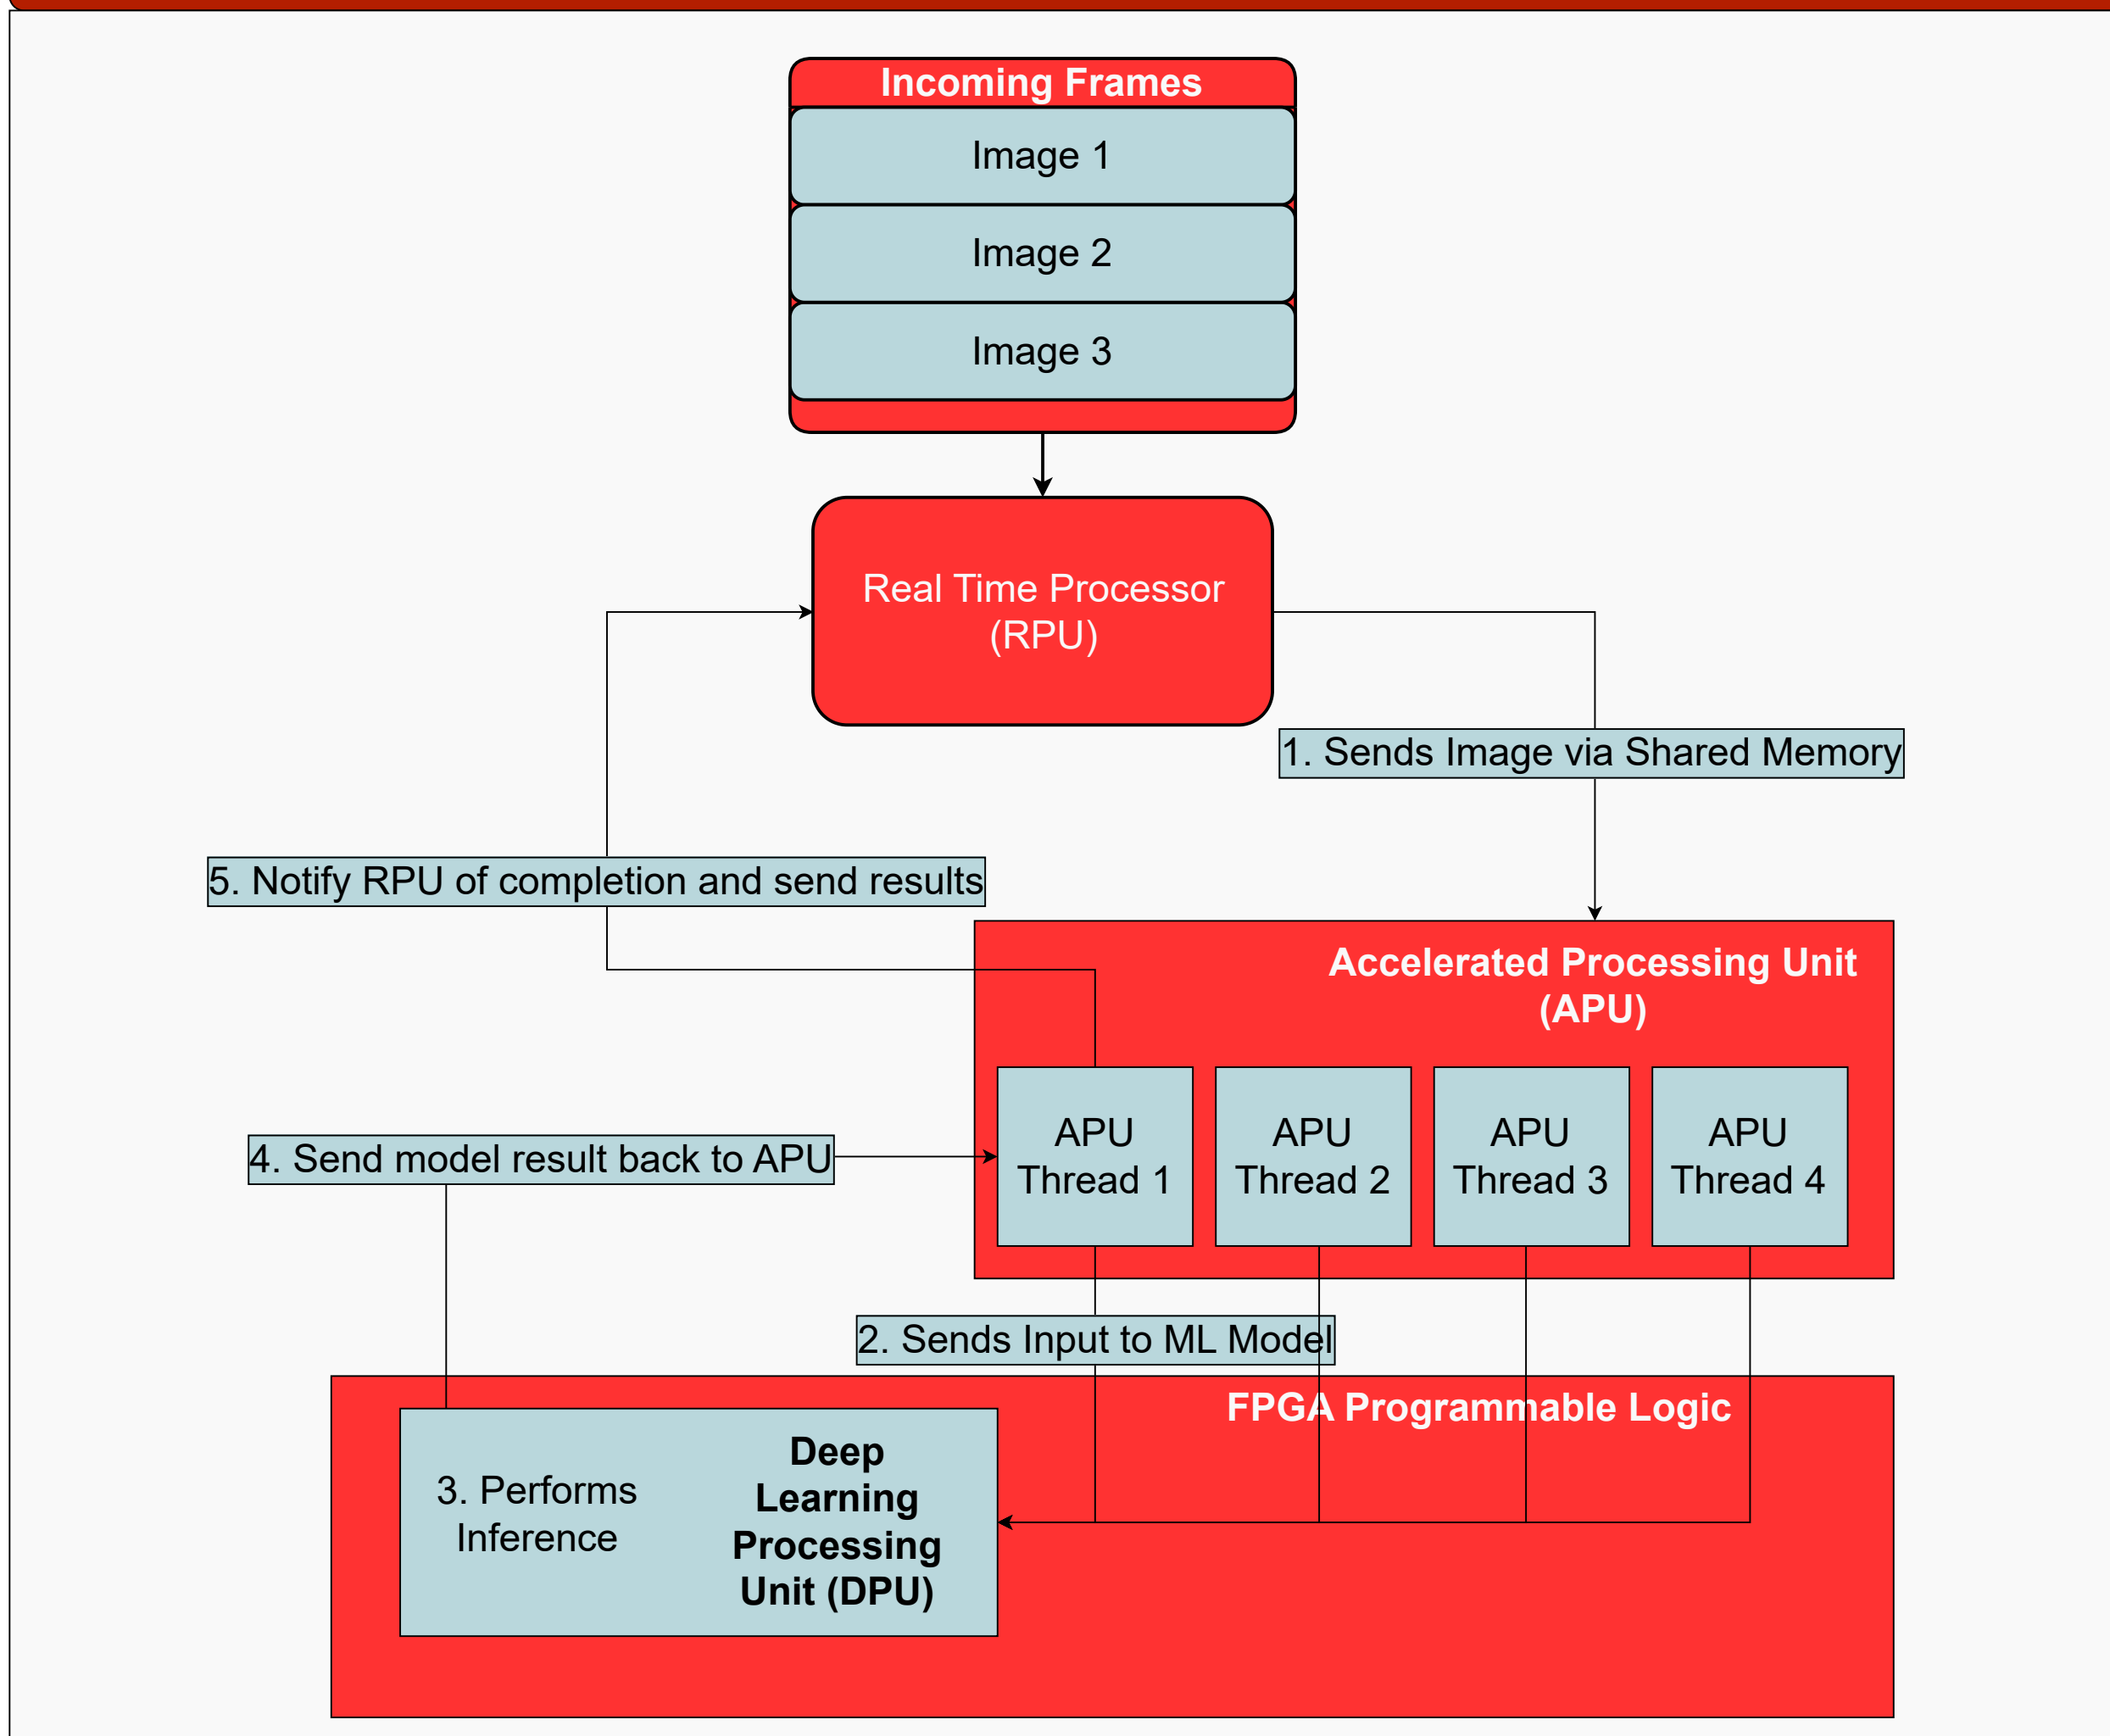 Incoming Frames
Image 1
Image 2
Image 3
Real Time Processor
(RPU)
1. Sends Image via Shared Memory
5. Notify RPU of completion and send results
Accelerated Processing Unit
(APU)
APU
Thread 1
APU
Thread 2
APU
Thread 3
APU
Thread 4
4. Send model result back to APU
2. Sends Input to ML Model
FPGA Programmable Logic
3. Performs
Inference
Deep
Learning
Processing
Unit (DPU)